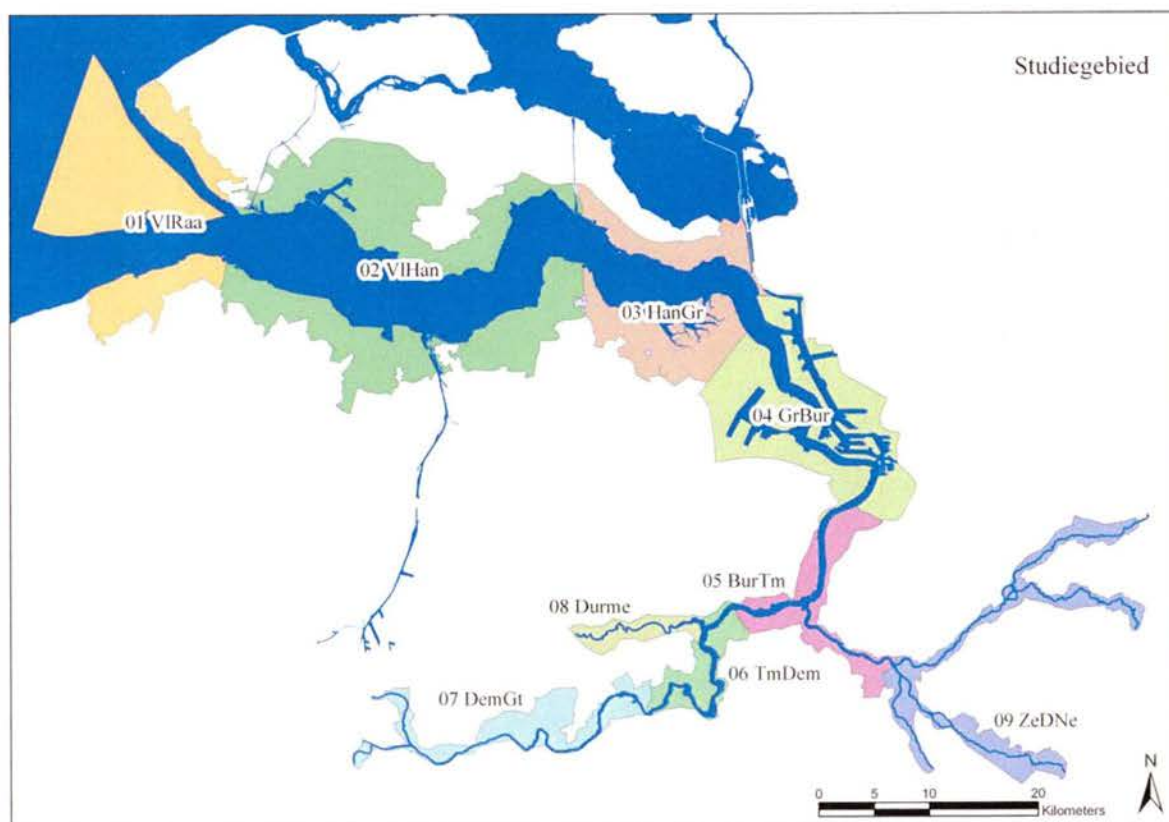 Studiegebied
01 VlRaa
02 VlHan
03 HanGr
04 GrBur
05 BurTm
08 Durme
06 TmDem
07 DemGt
09 ZeDNe
N
0 5 10 20
Kilometers